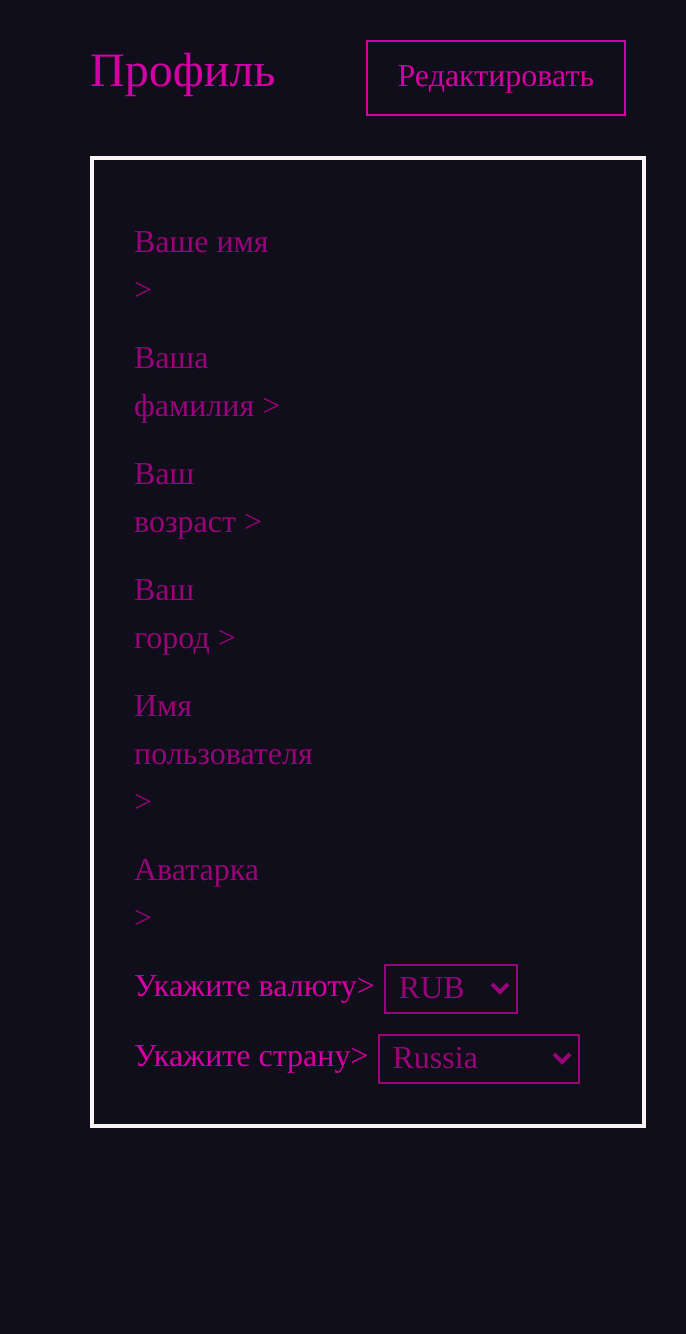 Профиль
Редактировать
Ваше имя
>
Ваша
фамилия >
Ваш
возраст >
Ваш
город >
Имя
пользователя
>
Аватарка
>
Укажите валюту> RUB
Укажите страну> Russia